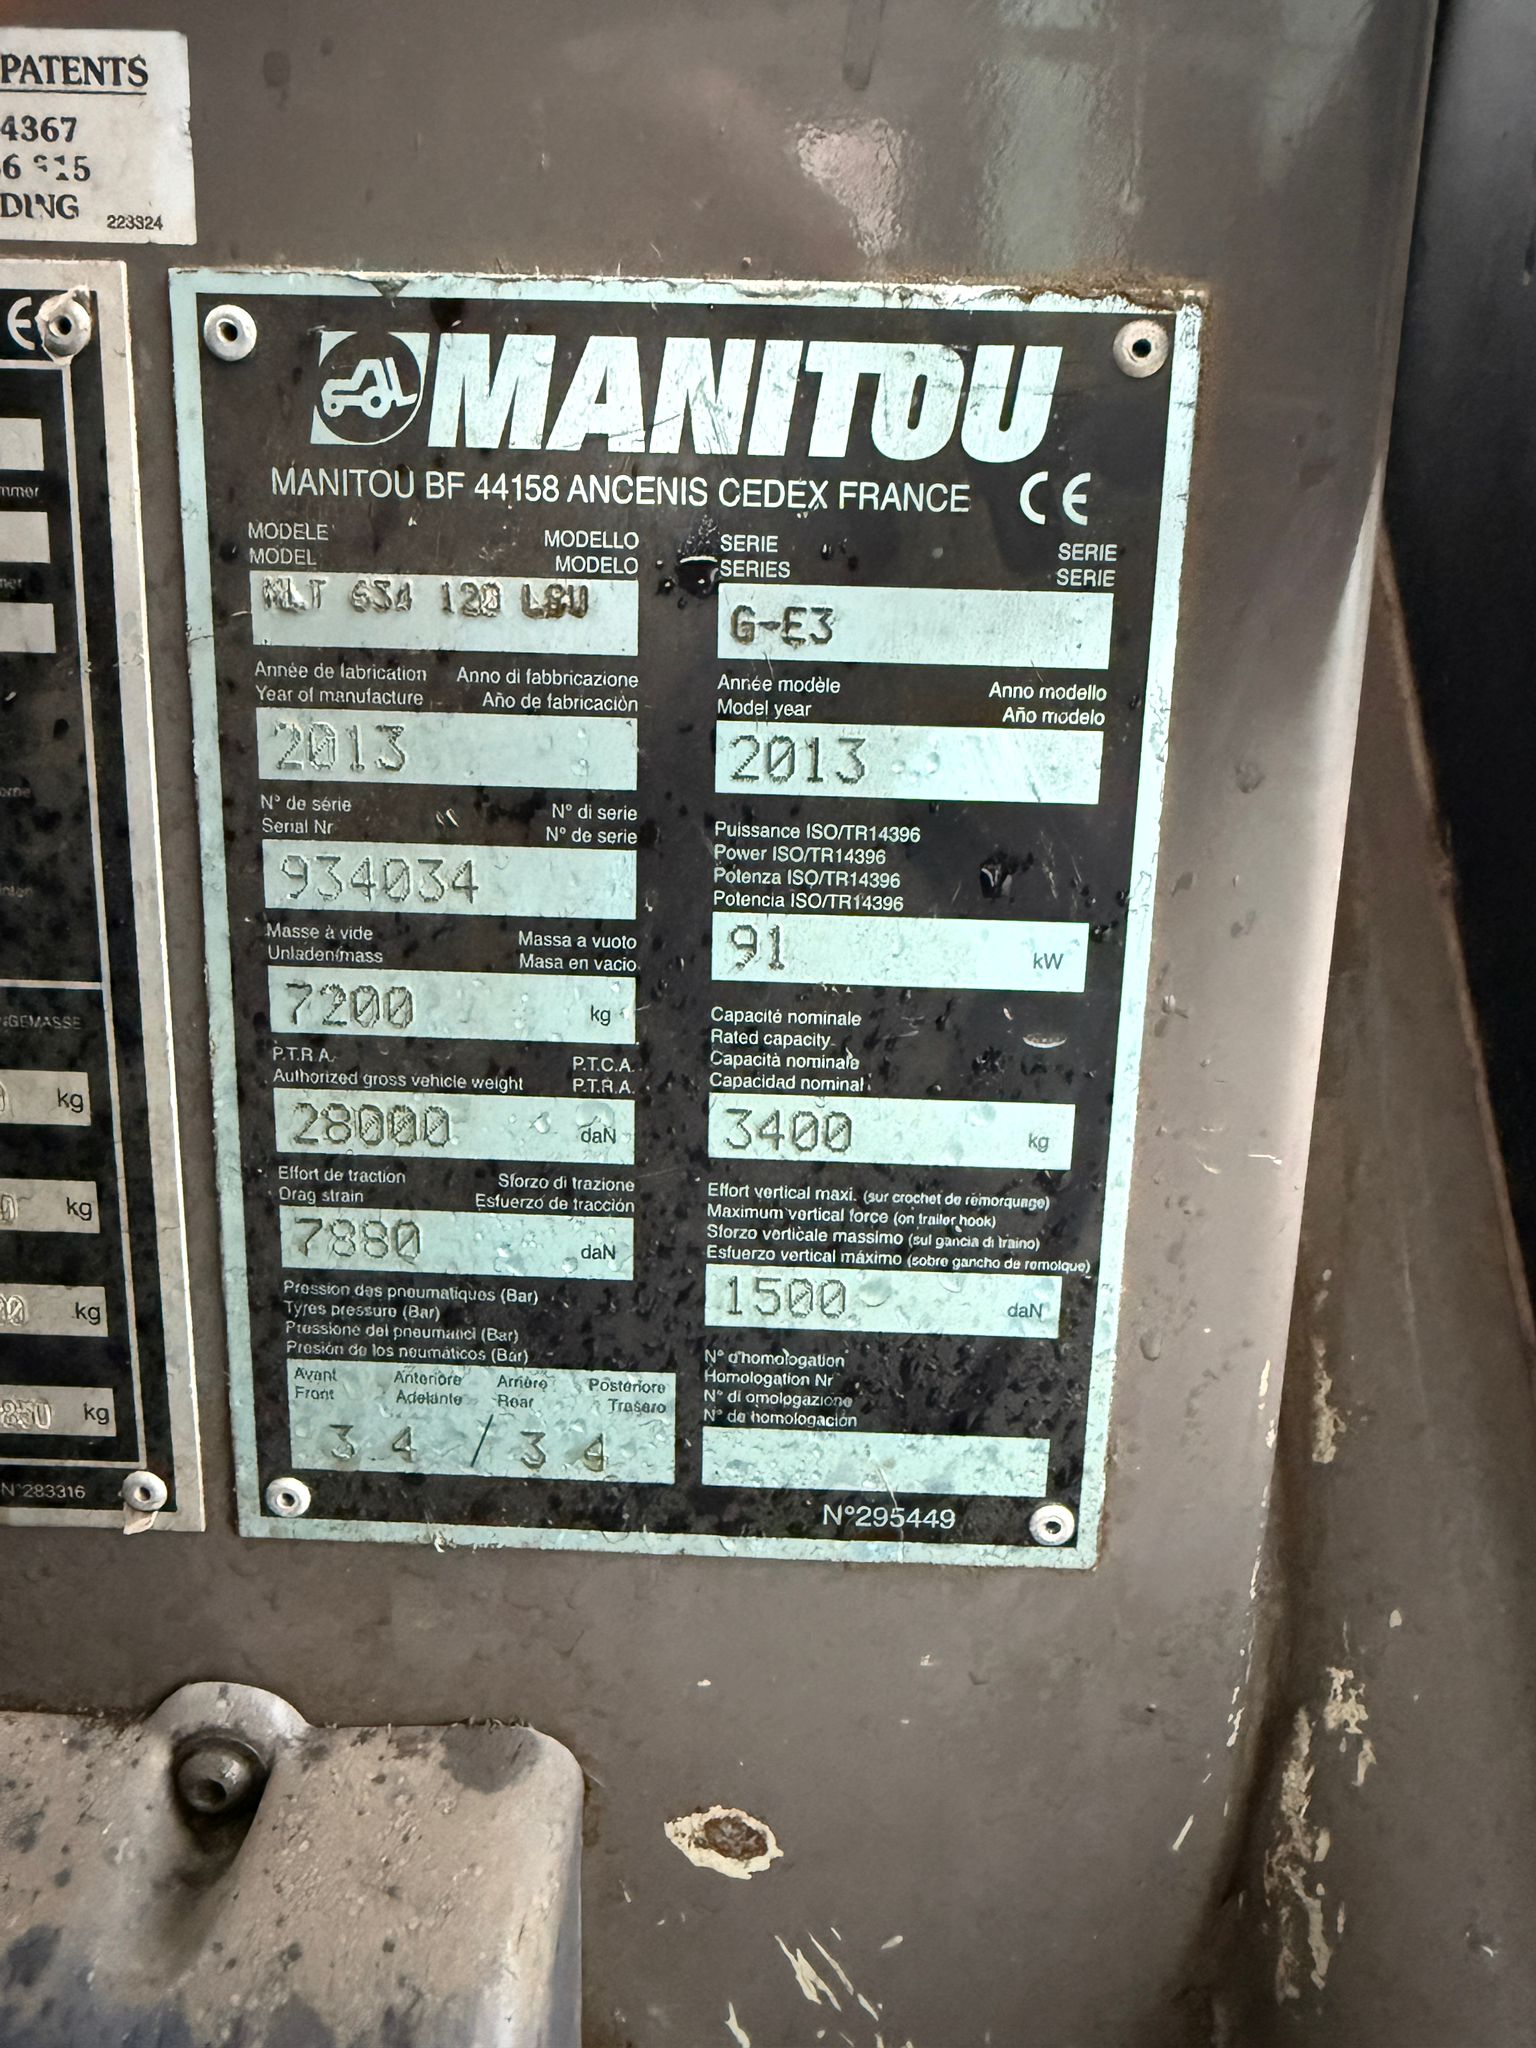 PATENTS
4367
DING
223324
MANITOU
MANITOU BF 44158 ANCENIS CEDEX FRANCE CE
MODELE MODELLO
MODEL MODELO
MLT 634 120 LSU
SERIE SERIE
SERIES SERIE
G-E3
Année de fabrication Anno di fabbricazione
Year of manufacture Año de fabricación
2013
Année modèle Anno modello
Model year Año modelo
2013
N° de série N° di serie
Serial Nr N° de serie
934034
Puissance ISO/TR14396
Power ISO/TR14396
Potenza ISO/TR14396
Potencia ISO/TR14396
91 kW
Masse à vide Massa a vuoto
Unladen mass Masa en vacio
7200 kg
Capacité nominale
Rated capacity
Capacità nominale
Capacidad nominal
3400 kg
P.T.R.A. P.T.C.A.
Authorized gross vehicle weight P.T.R.A.
28000 daN
Effort de traction Sforzo di trazione
Drag strain Esfuerzo de tracción
7880 daN
Effort vertical maxi. (sur crochet de remorquage)
Maximum vertical force (on trailer hook)
Sforzo verticale massimo (sul gancia di traino)
Esfuerzo vertical máximo (sobre gancho de remolque)
1500 daN
Pression des pneumatiques (Bar)
Tyres pressure (Bar)
Pressione dei pneumatici (Bar)
Presión de los neumáticos (Bar)
Avant Anteriore Arrière Posteriore
Front Adelante Rear Trasero
3 4 / 3 4
N° d'homologation
Homologation Nr
N° di omologazione
N° de homologación
N°295449
CE
NGEMASSE
kg
kg
kg
kg
N°283316